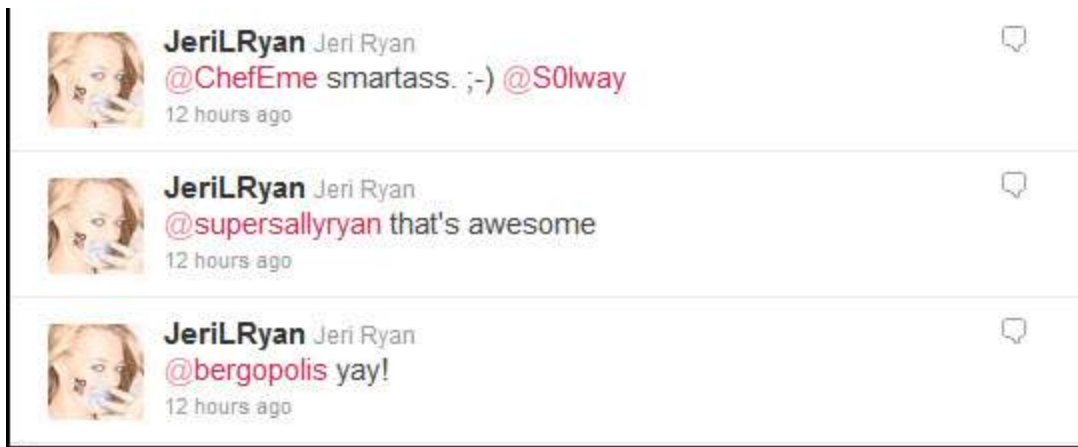 JeriLRyan Jeri Ryan
@ChefEme smartass. ;-) @S0lway
12 hours ago
JeriLRyan Jeri Ryan
@supersallyryan that's awesome
12 hours ago
JeriLRyan Jeri Ryan
@bergopolis yay!
12 hours ago